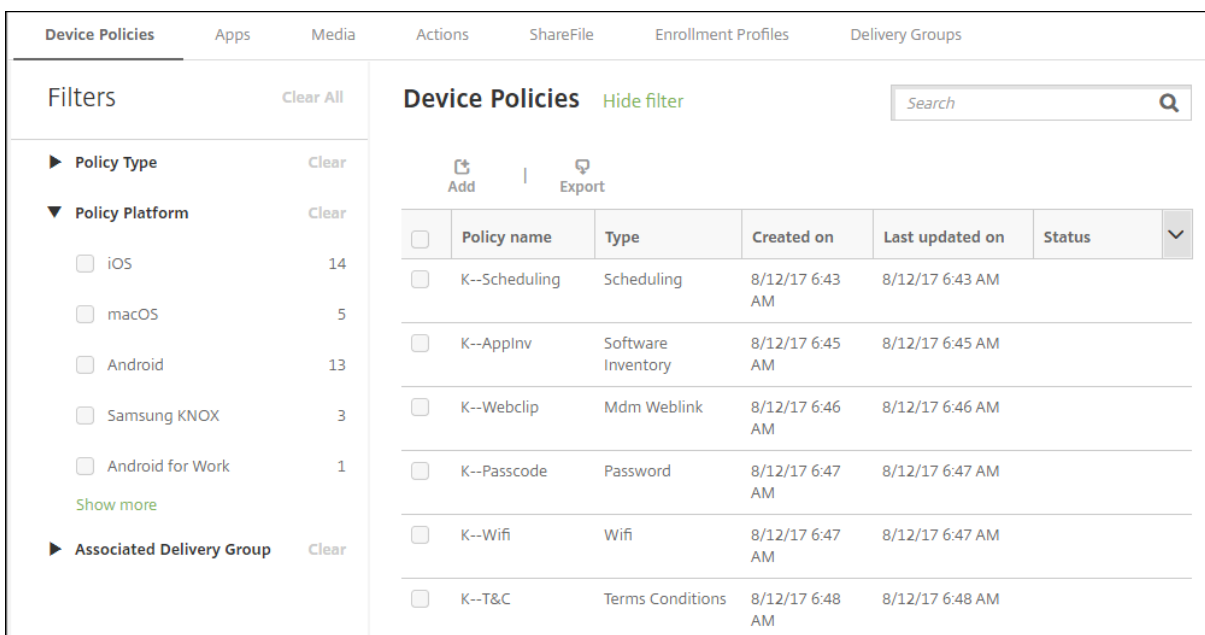 Device Policies Apps Media Actions ShareFile Enrollment Profiles Delivery Groups
Filters Clear All
Policy Type Clear
Policy Platform Clear
iOS 14
macOS 5
Android 13
Samsung KNOX 3
Android for Work 1
Show more
Associated Delivery Group Clear
Device Policies Hide filter Search
Add | Export
Policy name Type Created on Last updated on Status
K--Scheduling Scheduling 8/12/17 6:43 8/12/17 6:43 AM
AM
K--AppInv Software 8/12/17 6:45 8/12/17 6:45 AM
Inventory AM
K--Webclip Mdm Weblink 8/12/17 6:46 8/12/17 6:46 AM
AM
K--Passcode Password 8/12/17 6:47 8/12/17 6:47 AM
AM
K--Wifi Wifi 8/12/17 6:47 8/12/17 6:47 AM
AM
K--T&C Terms Conditions 8/12/17 6:48 8/12/17 6:48 AM
AM